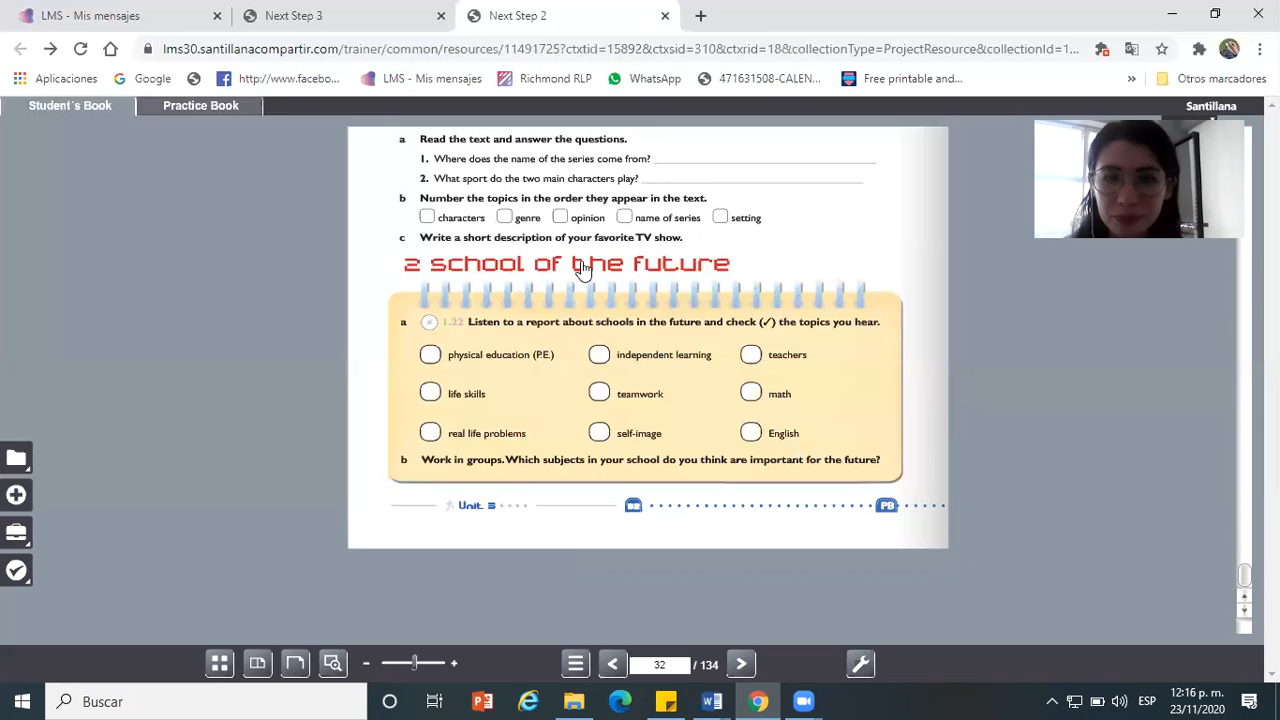 LMS - Mis mensajes
Next Step 3
Next Step 2
lms30.santillanacompartir.com/trainer/common/resources/11491725?ctxtid=15892&ctxsid=310&ctxrid=18&collectionType=ProjectResource&collectionId=1...
Aplicaciones
Google
http://www.facebo...
LMS - Mis mensajes
Richmond RLP
WhatsApp
171631508-CALEN...
Free printable and...
»
Otros marcadores
Student's Book
Practice Book
Santillana
a Read the text and answer the questions.
1. Where does the name of the series come from?
2. What sport do the two main characters play?
b Number the topics in the order they appear in the text.
characters genre opinion name of series setting
c Write a short description of your favorite TV show.
2 school of the future
a 1.22 Listen to a report about schools in the future and check (✓) the topics you hear.
physical education (P.E.) independent learning teachers
life skills teamwork math
real life problems self-image English
b Work in groups. Which subjects in your school do you think are important for the future?
Unit 3
PB
32 / 134
Buscar
ESP
12:16 p. m.
23/11/2020